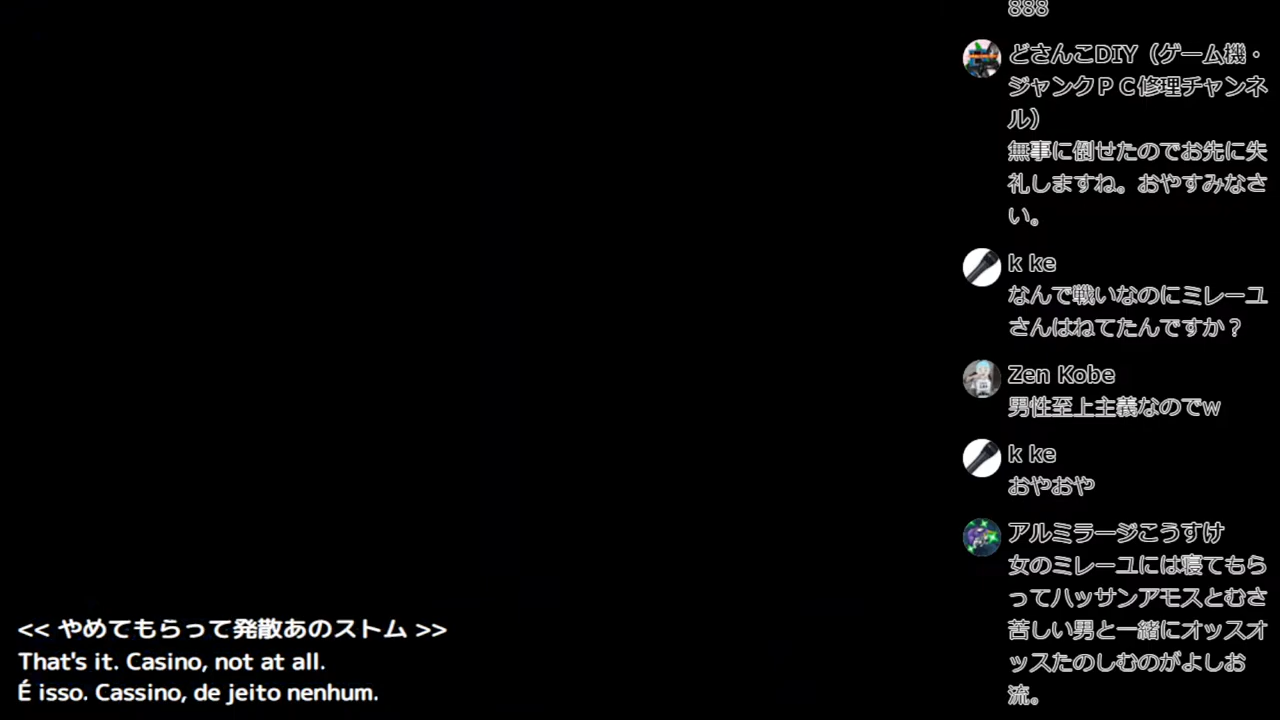 888
どさんこDIY（ゲーム機・
ジャンクＰＣ修理チャンネ
ル）
無事に倒せたのでお先に失
礼しますね。おやすみなさ
い。
k ke
なんで戦いなのにミレーユ
さんはねてたんですか？
Zen Kobe
男性至上主義なのでw
k ke
おやおや
アルミラージこうすけ
女のミレーユには寝てもら
ってハッサンアモスとむさ
苦しい男と一緒にオッスオ
ッスたのしむのがよしお
流。
<< やめてもらって発散あのストム >>
That's it. Casino, not at all.
É isso. Cassino, de jeito nenhum.